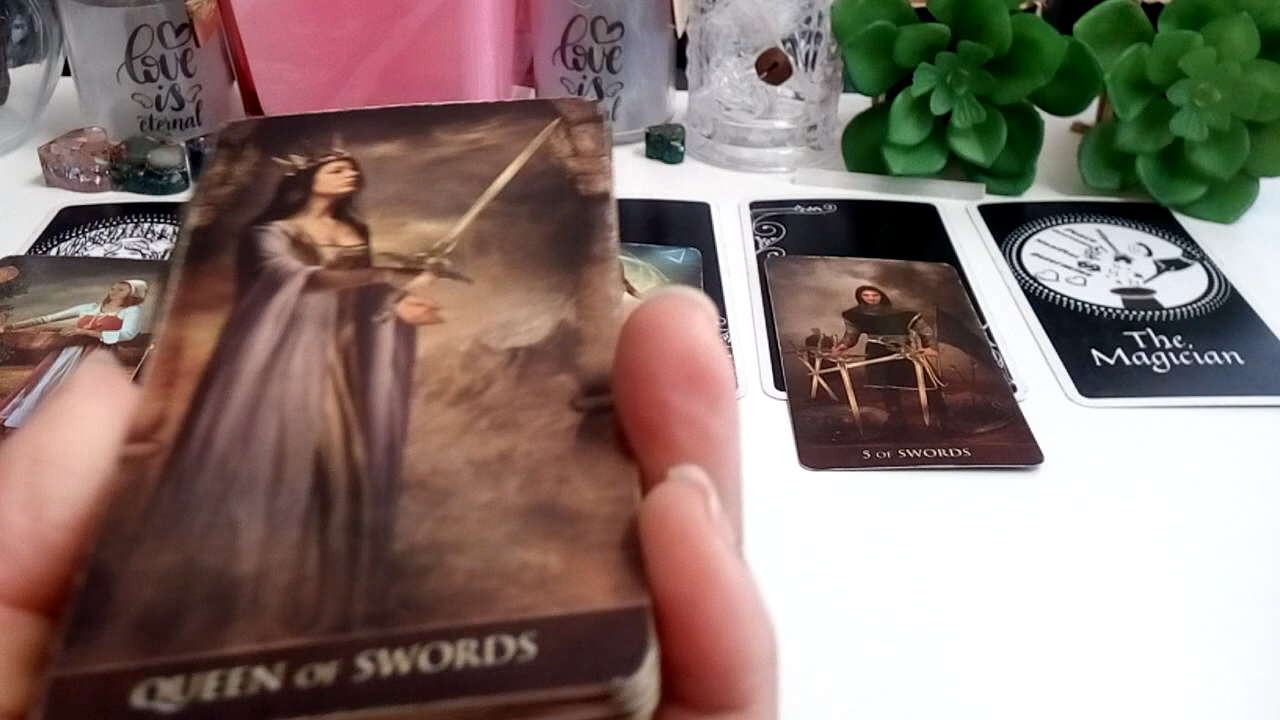 love
is
eternal
love
is
The,
Magician
5 OF SWORDS
QUEEN OF SWORDS